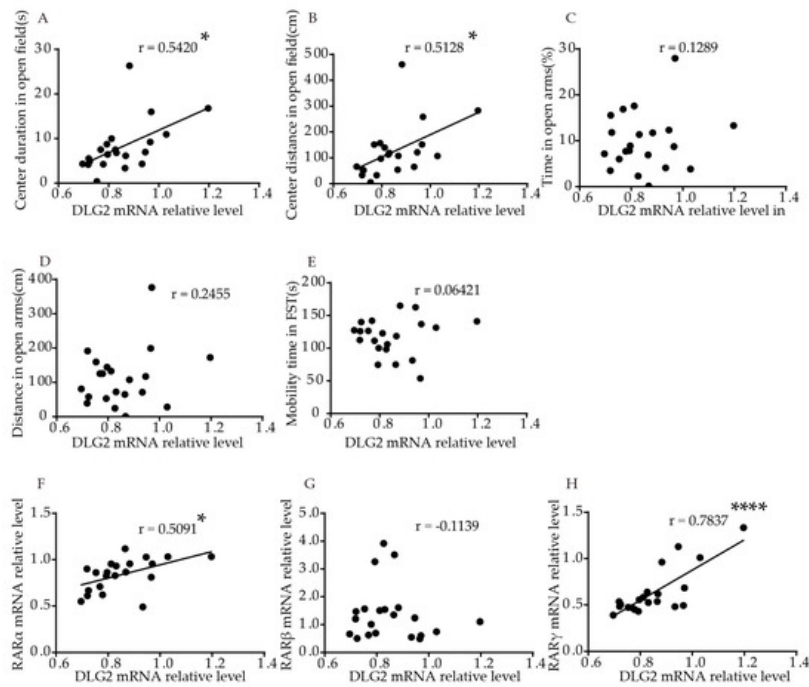 A
r = 0.5420
*
Center duration in open field(s)
30
20
10
0
0.6 0.8 1.0 1.2 1.4
DLG2 mRNA relative level
B
r = 0.5128
*
Center distance in open field(cm)
500
400
300
200
100
0
0.6 0.8 1.0 1.2 1.4
DLG2 mRNA relative level
C
r = 0.1289
Time in open arms(%)
30
20
10
0
0.6 0.8 1.0 1.2 1.4
DLG2 mRNA relative level in
D
r = 0.2455
Distance in open arms(cm)
400
300
200
100
0
0.6 0.8 1.0 1.2 1.4
DLG2 mRNA relative level
E
r = 0.06421
Mobility time in FST(s)
200
150
100
50
0
0.6 0.8 1.0 1.2 1.4
DLG2 mRNA relative level
F
r = 0.5091
*
RARα mRNA relative level
1.5
1.0
0.5
0.0
0.6 0.8 1.0 1.2 1.4
DLG2 mRNA relative level
G
r = -0.1139
RARβ mRNA relative level
5
4
3
2
1
0
0.6 0.8 1.0 1.2 1.4
DLG2 mRNA relative level
H
r = 0.7837
****
RARγ mRNA relative level
1.5
1.0
0.5
0.0
0.6 0.8 1.0 1.2 1.4
DLG2 mRNA relative level